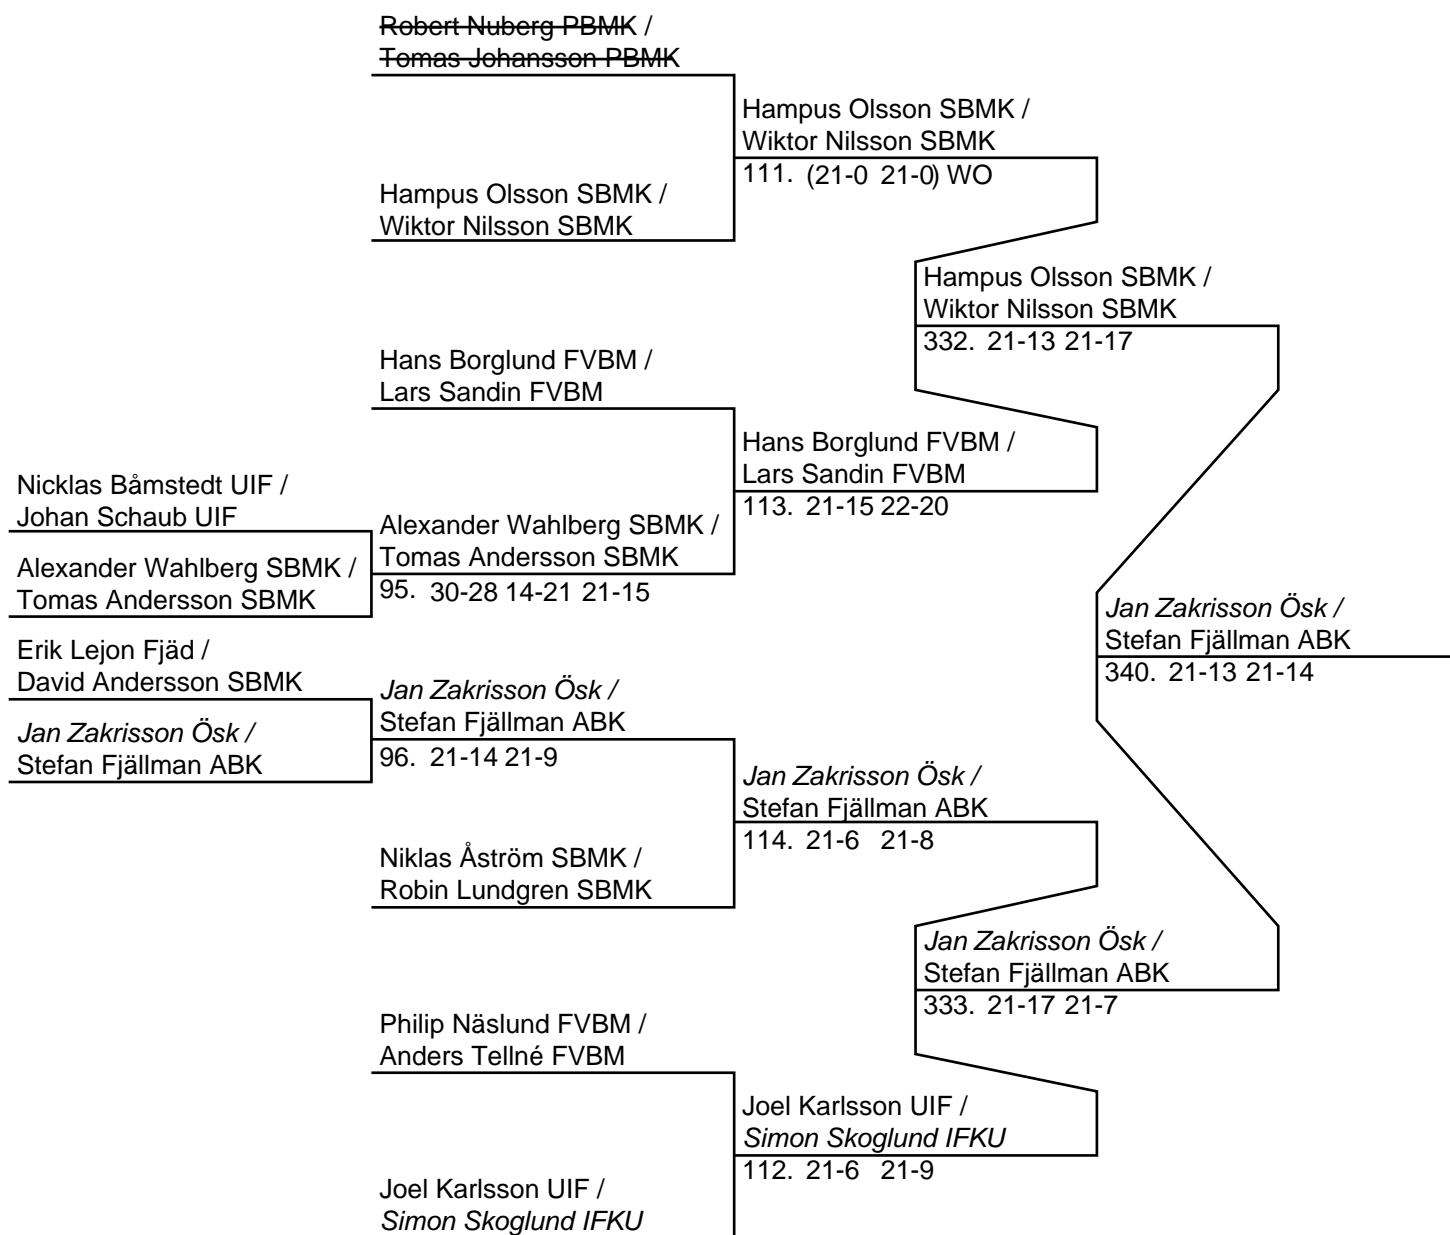 Robert Nuberg PBMK /
Tomas Johansson PBMK
Hampus Olsson SBMK /
Wiktor Nilsson SBMK
111. (21-0 21-0) WO
Hampus Olsson SBMK /
Wiktor Nilsson SBMK
Hampus Olsson SBMK /
Wiktor Nilsson SBMK
332. 21-13 21-17
Hans Borglund FVBM /
Lars Sandin FVBM
Hans Borglund FVBM /
Lars Sandin FVBM
113. 21-15 22-20
Nicklas Båmstedt UIF /
Johan Schaub UIF
Alexander Wahlberg SBMK /
Tomas Andersson SBMK
95. 30-28 14-21 21-15
Alexander Wahlberg SBMK /
Tomas Andersson SBMK
Jan Zakrisson Ösk /
Stefan Fjällman ABK
340. 21-13 21-14
Erik Lejon Fjäd /
David Andersson SBMK
Jan Zakrisson Ösk /
Stefan Fjällman ABK
96. 21-14 21-9
Jan Zakrisson Ösk /
Stefan Fjällman ABK
Jan Zakrisson Ösk /
Stefan Fjällman ABK
114. 21-6 21-8
Niklas Åström SBMK /
Robin Lundgren SBMK
Jan Zakrisson Ösk /
Stefan Fjällman ABK
333. 21-17 21-7
Philip Näslund FVBM /
Anders Tellné FVBM
Joel Karlsson UIF /
Simon Skoglund IFKU
112. 21-6 21-9
Joel Karlsson UIF /
Simon Skoglund IFKU